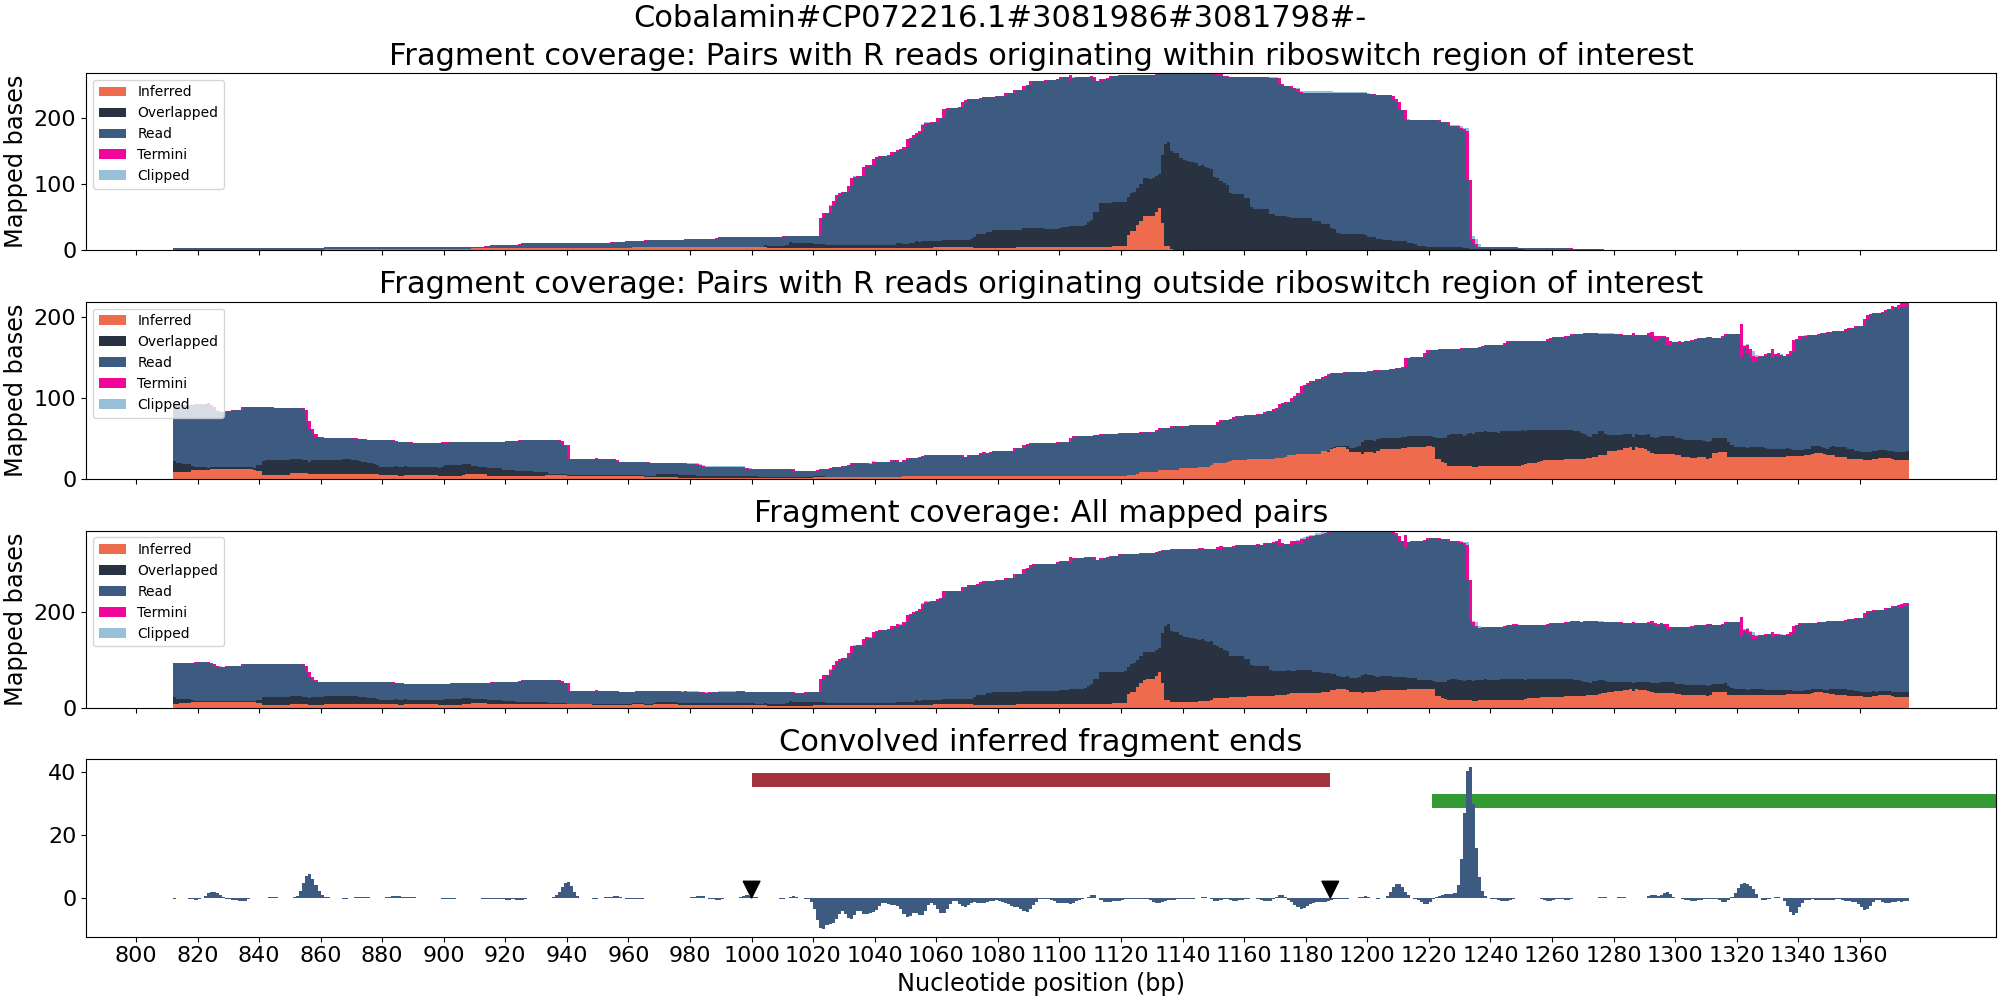 Cobalamin#CP072216.1#3081986#3081798#-
Fragment coverage: Pairs with R reads originating within riboswitch region of interest
Mapped bases
200
100
0
Inferred
Overlapped
Read
Termini
Clipped
Fragment coverage: Pairs with R reads originating outside riboswitch region of interest
Mapped bases
200
100
0
Inferred
Overlapped
Read
Termini
Clipped
Fragment coverage: All mapped pairs
Mapped bases
200
0
Inferred
Overlapped
Read
Termini
Clipped
Convolved inferred fragment ends
40
20
0
800 820 840 860 880 900 920 940 960 980 1000 1020 1040 1060 1080 1100 1120 1140 1160 1180 1200 1220 1240 1260 1280 1300 1320 1340 1360
Nucleotide position (bp)